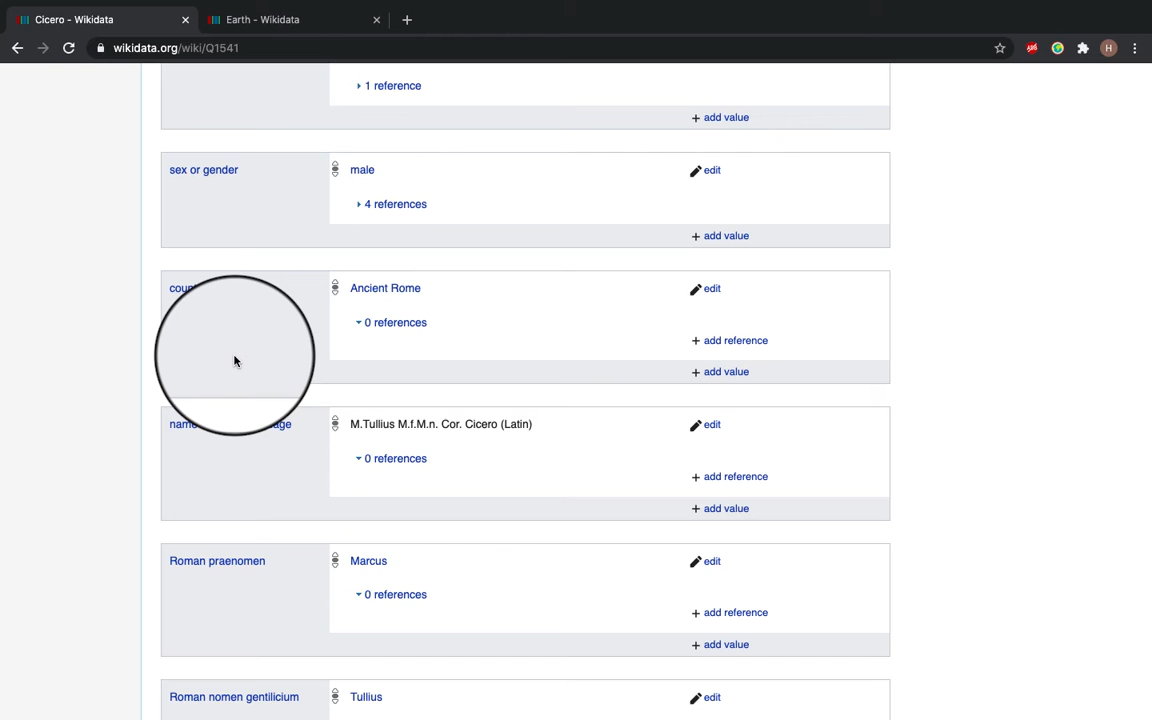 Cicero - Wikidata
Earth - Wikidata
wikidata.org/wiki/Q1541
ABP
H
1 reference
+ add value
sex or gender
male
edit
4 references
+ add value
Ancient Rome
edit
0 references
+ add reference
+ add value
M.Tullius M.f.M.n. Cor. Cicero (Latin)
edit
0 references
+ add reference
+ add value
Roman praenomen
Marcus
edit
0 references
+ add reference
+ add value
Roman nomen gentilicium
Tullius
edit